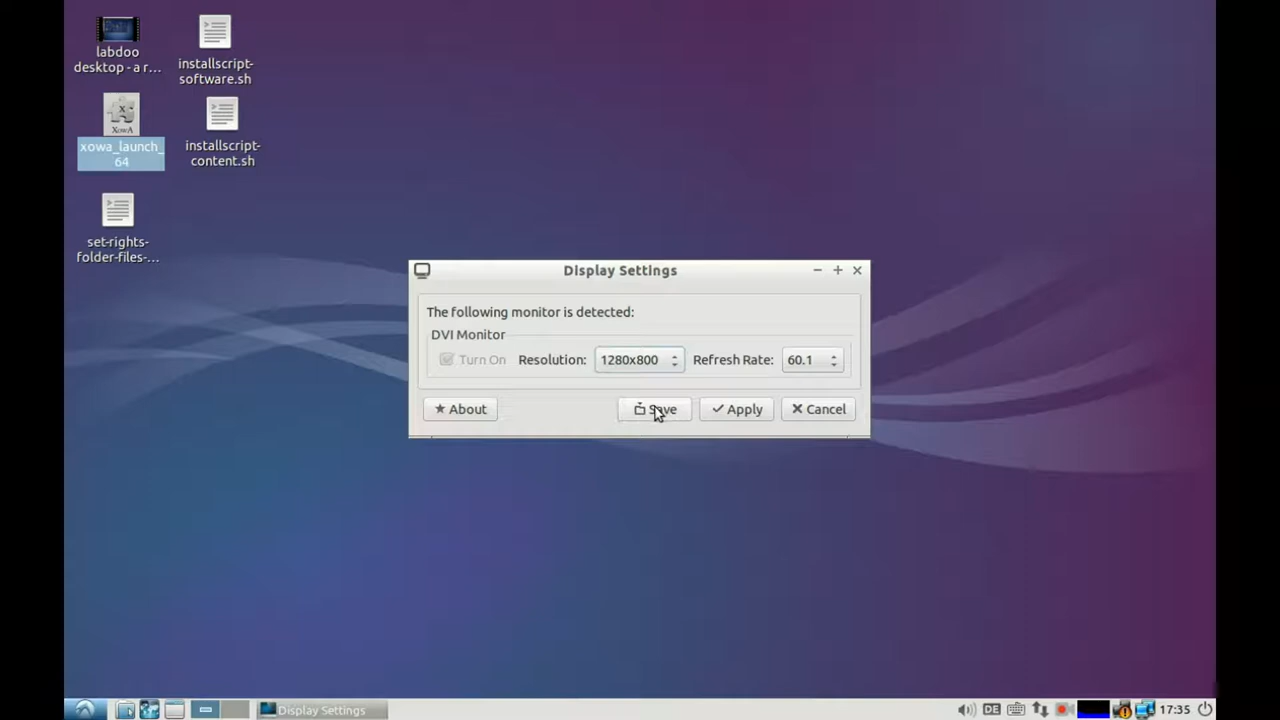 labdoo
desktop - a r...
installscript-
software.sh
XowA
xowa_launch_
64
installscript-
content.sh
set-rights-
folder-files-...
Display Settings
The following monitor is detected:
DVI Monitor
Turn On Resolution: 1280x800 Refresh Rate: 60.1
About Save Apply Cancel
Display Settings DE 17:35